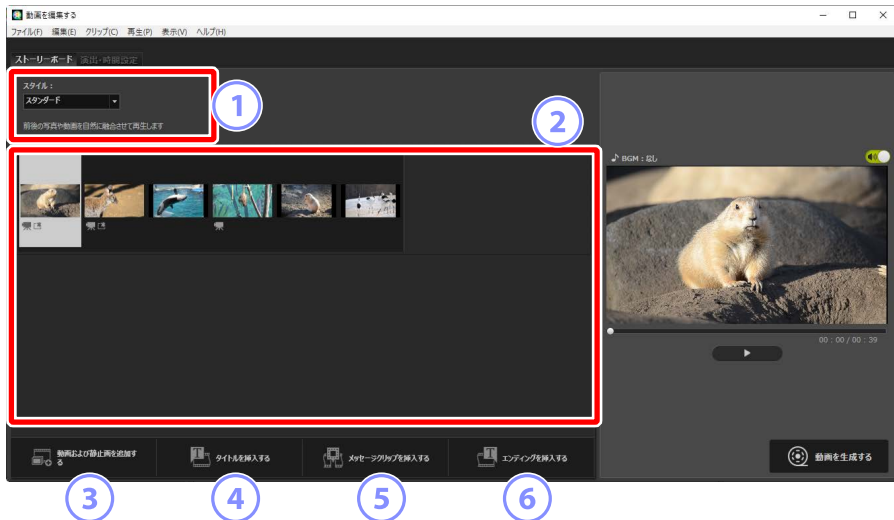 動画を編集する
ファイル(F) 編集(E) クリップ(C) 再生(P) 表示(V) ヘルプ(H)
ストーリーボード 演出・時間設定
スタイル：
スタンダード
前後の写真や動画を自然に融合させて再生します
1
2
♪ BGM : なし
00 : 00 / 00 : 39
動画および静止画を追加す
る
タイトルを挿入する
メッセージクリップを挿入する
エンディングを挿入する
動画を生成する
3
4
5
6